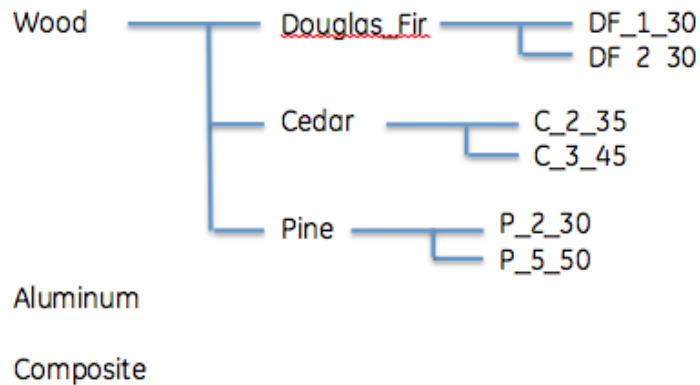 Wood Douglas_Fir DF_1_30
DF 2 30
Cedar C_2_35
C_3_45
Pine P_2_30
P_5_50
Aluminum
Composite